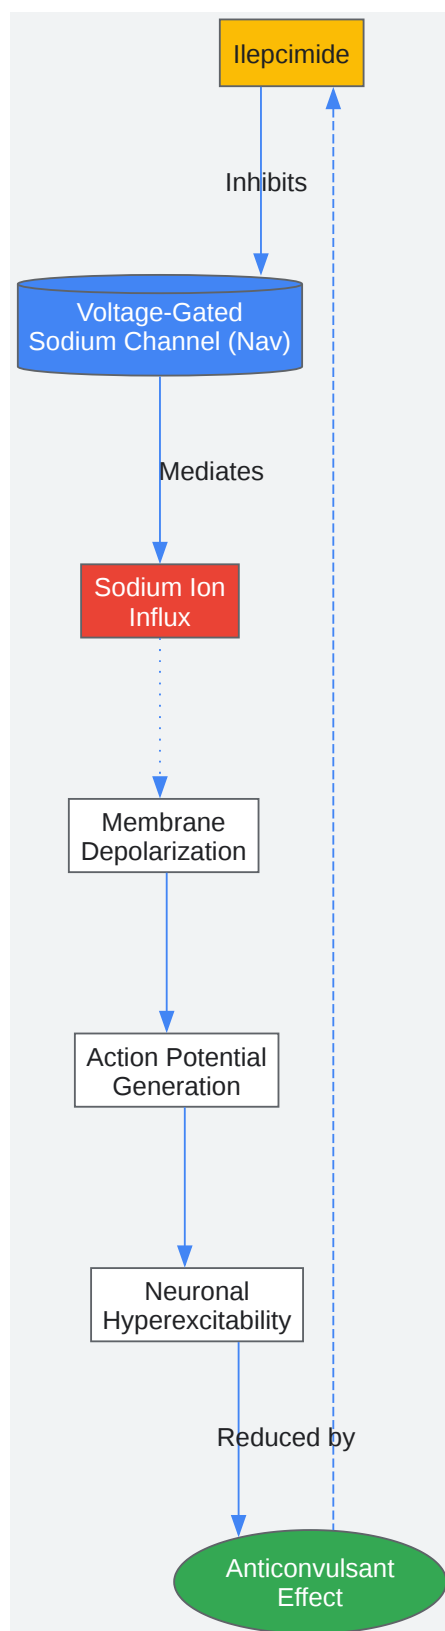 Ilepcimide
Inhibits
Voltage-Gated
Sodium Channel (Nav)
Mediates
Sodium Ion
Influx
Membrane
Depolarization
Action Potential
Generation
Neuronal
Hyperexcitability
Reduced by
Anticonvulsant
Effect